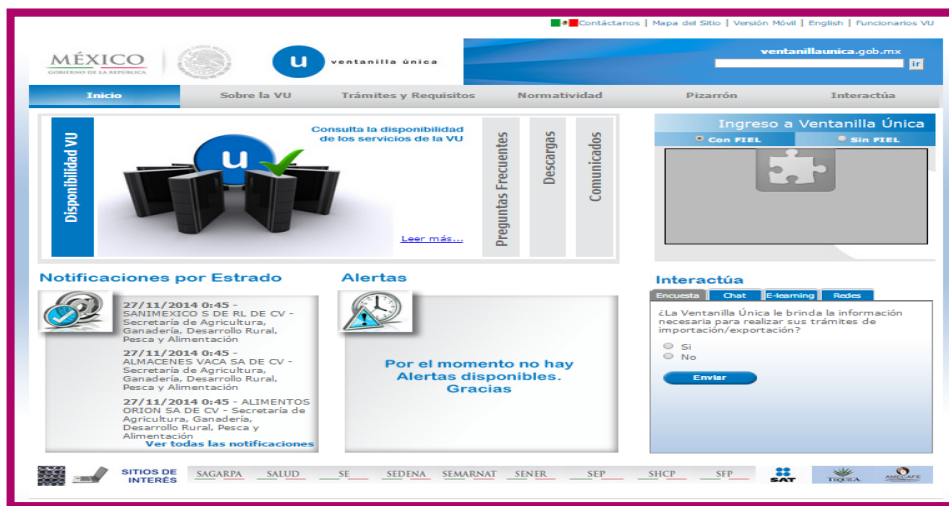 Contáctanos | Mapa del Sitio | Versión Móvil | English | Funcionarios VU
MÉXICO
GOBIERNO DE LA REPÚBLICA
u
ventanilla única
ventanillaunica.gob.mx
ir
Inicio
Sobre la VU
Trámites y Requisitos
Normatividad
Pizarrón
Interactúa
Disponibilidad VU
u
Consulta la disponibilidad
de los servicios de la VU
Leer más...
Preguntas Frecuentes
Descargas
Comunicados
Ingreso a Ventanilla Única
Con FIEL
Sin FIEL
Notificaciones por Estrado
27/11/2014 0:45 -
SANIMEXICO S DE RL DE CV -
Secretaría de Agricultura,
Ganadería, Desarrollo Rural,
Pesca y Alimentación
27/11/2014 0:45 -
ALMACENES VACA SA DE CV -
Secretaría de Agricultura,
Ganadería, Desarrollo Rural,
Pesca y Alimentación
27/11/2014 0:45 - ALIMENTOS
ORION SA DE CV - Secretaría de
Agricultura, Ganadería,
Desarrollo Rural, Pesca y
Alimentación
Ver todas las notificaciones
Alertas
Por el momento no hay
Alertas disponibles.
Gracias
Interactúa
Encuesta
Chat
E-learning
Redes
¿La Ventanilla Única le brinda la información
necesaria para realizar sus trámites de
importación/exportación?
Si
No
Enviar
SITIOS DE
INTERÉS
SAGARPA
SALUD
SE
SEDENA
SEMARNAT
SENER
SEP
SHCP
SFP
SAT
TEQUILA
AMECAFE